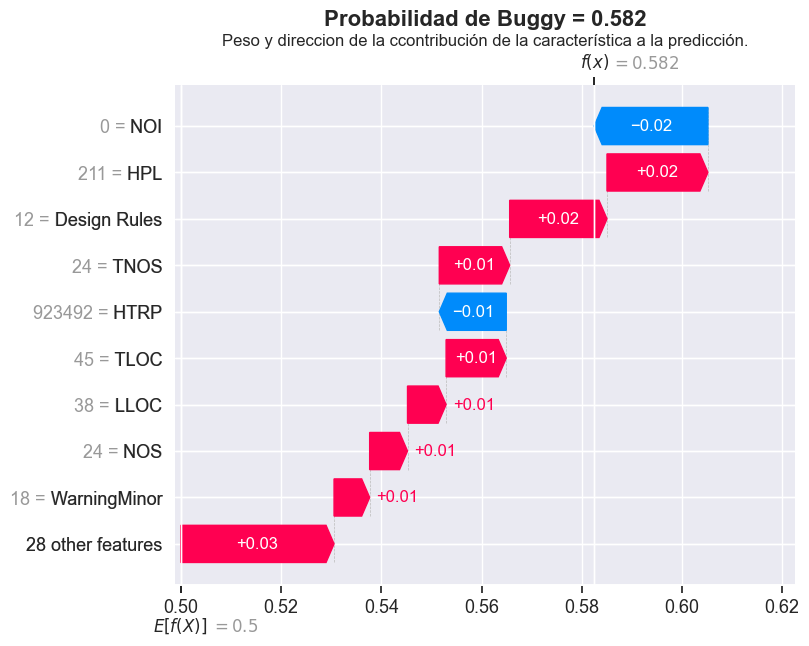 Probabilidad de Buggy = 0.582
Peso y direccion de la ccontribución de la característica a la predicción.
f(x) = 0.582
0 = NOI
−0.02
211 = HPL
+0.02
12 = Design Rules
+0.02
24 = TNOS
+0.01
923492 = HTRP
−0.01
45 = TLOC
+0.01
38 = LLOC
+0.01
24 = NOS
+0.01
18 = WarningMinor
+0.01
28 other features
+0.03
0.50 0.52 0.54 0.56 0.58 0.60 0.62
E[f(X)] = 0.5